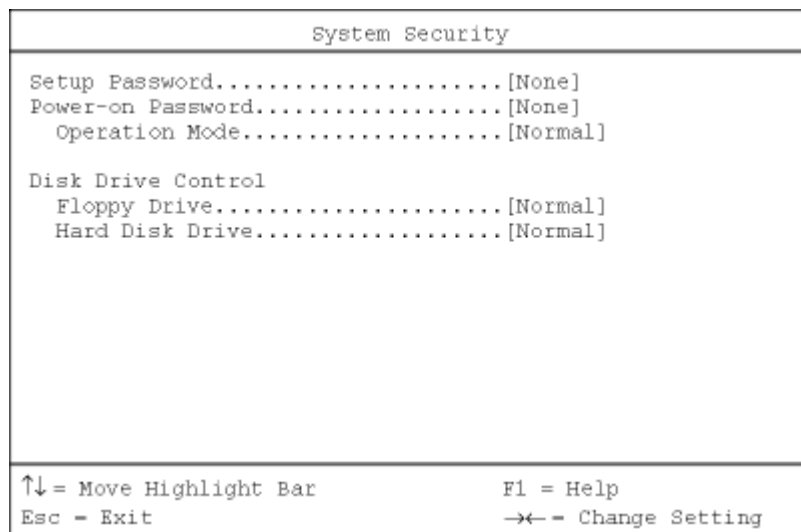 System Security
Setup Password......................[None]
Power-on Password...................[None]
Operation Mode....................[Normal]
Disk Drive Control
Floppy Drive......................[Normal]
Hard Disk Drive...................[Normal]
↑↓ = Move Highlight Bar F1 = Help
Esc = Exit →← = Change Setting